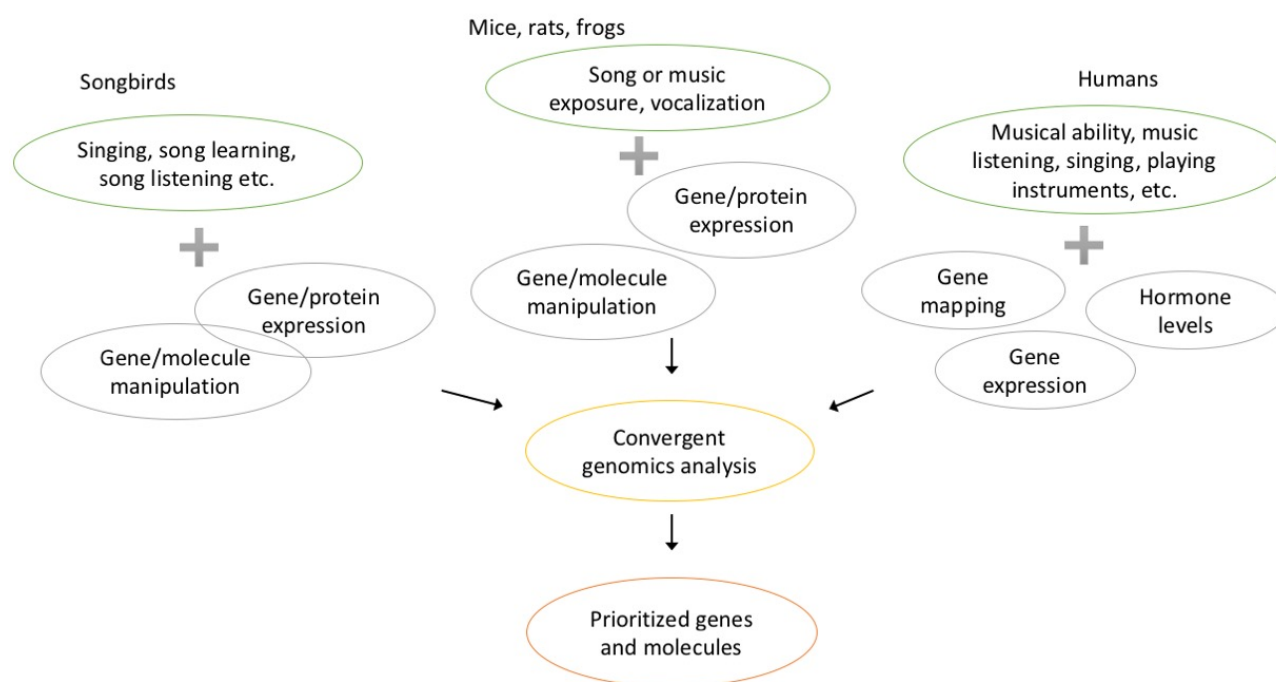 Songbirds
Singing, song learning,
song listening etc.
Gene/protein
expression
Gene/molecule
manipulation
Mice, rats, frogs
Song or music
exposure, vocalization
Gene/protein
expression
Gene/molecule
manipulation
Humans
Musical ability, music
listening, singing, playing
instruments, etc.
Gene
mapping
Hormone
levels
Gene
expression
Convergent
genomics analysis
Prioritized genes
and molecules